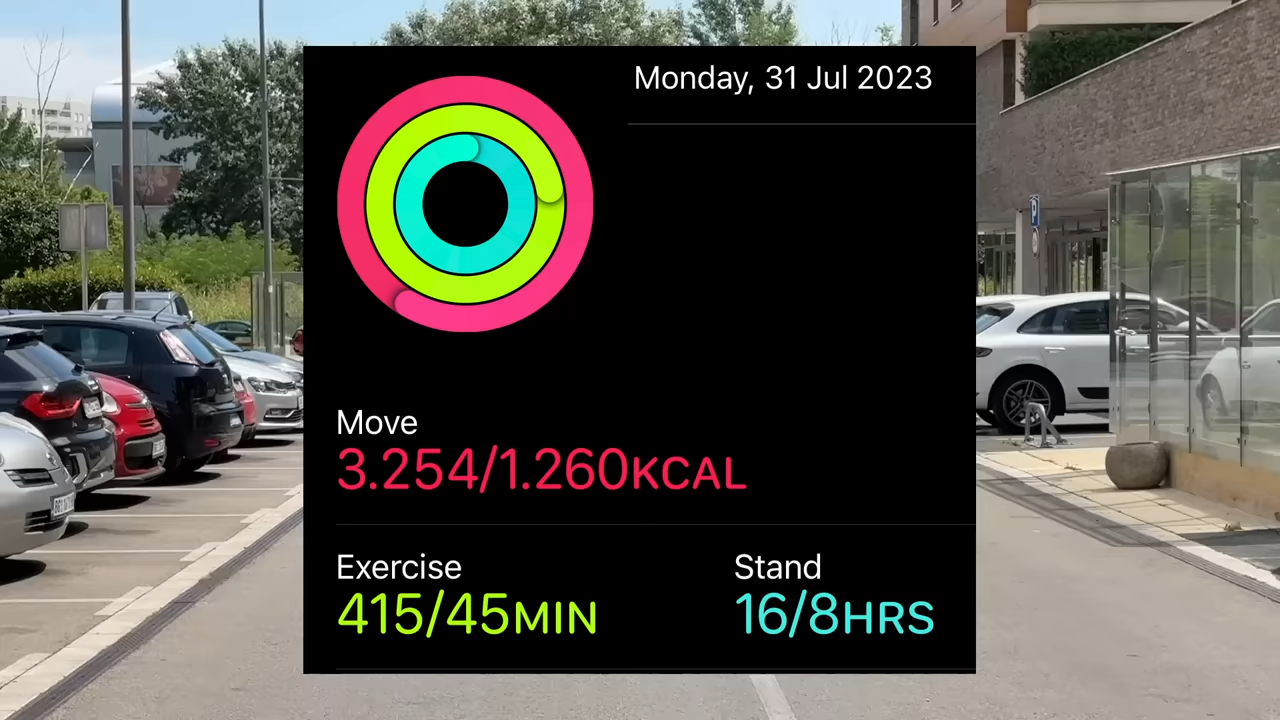 Monday, 31 Jul 2023
Move
3.254/1.260KCAL
Exercise
415/45MIN
Stand
16/8HRS
P